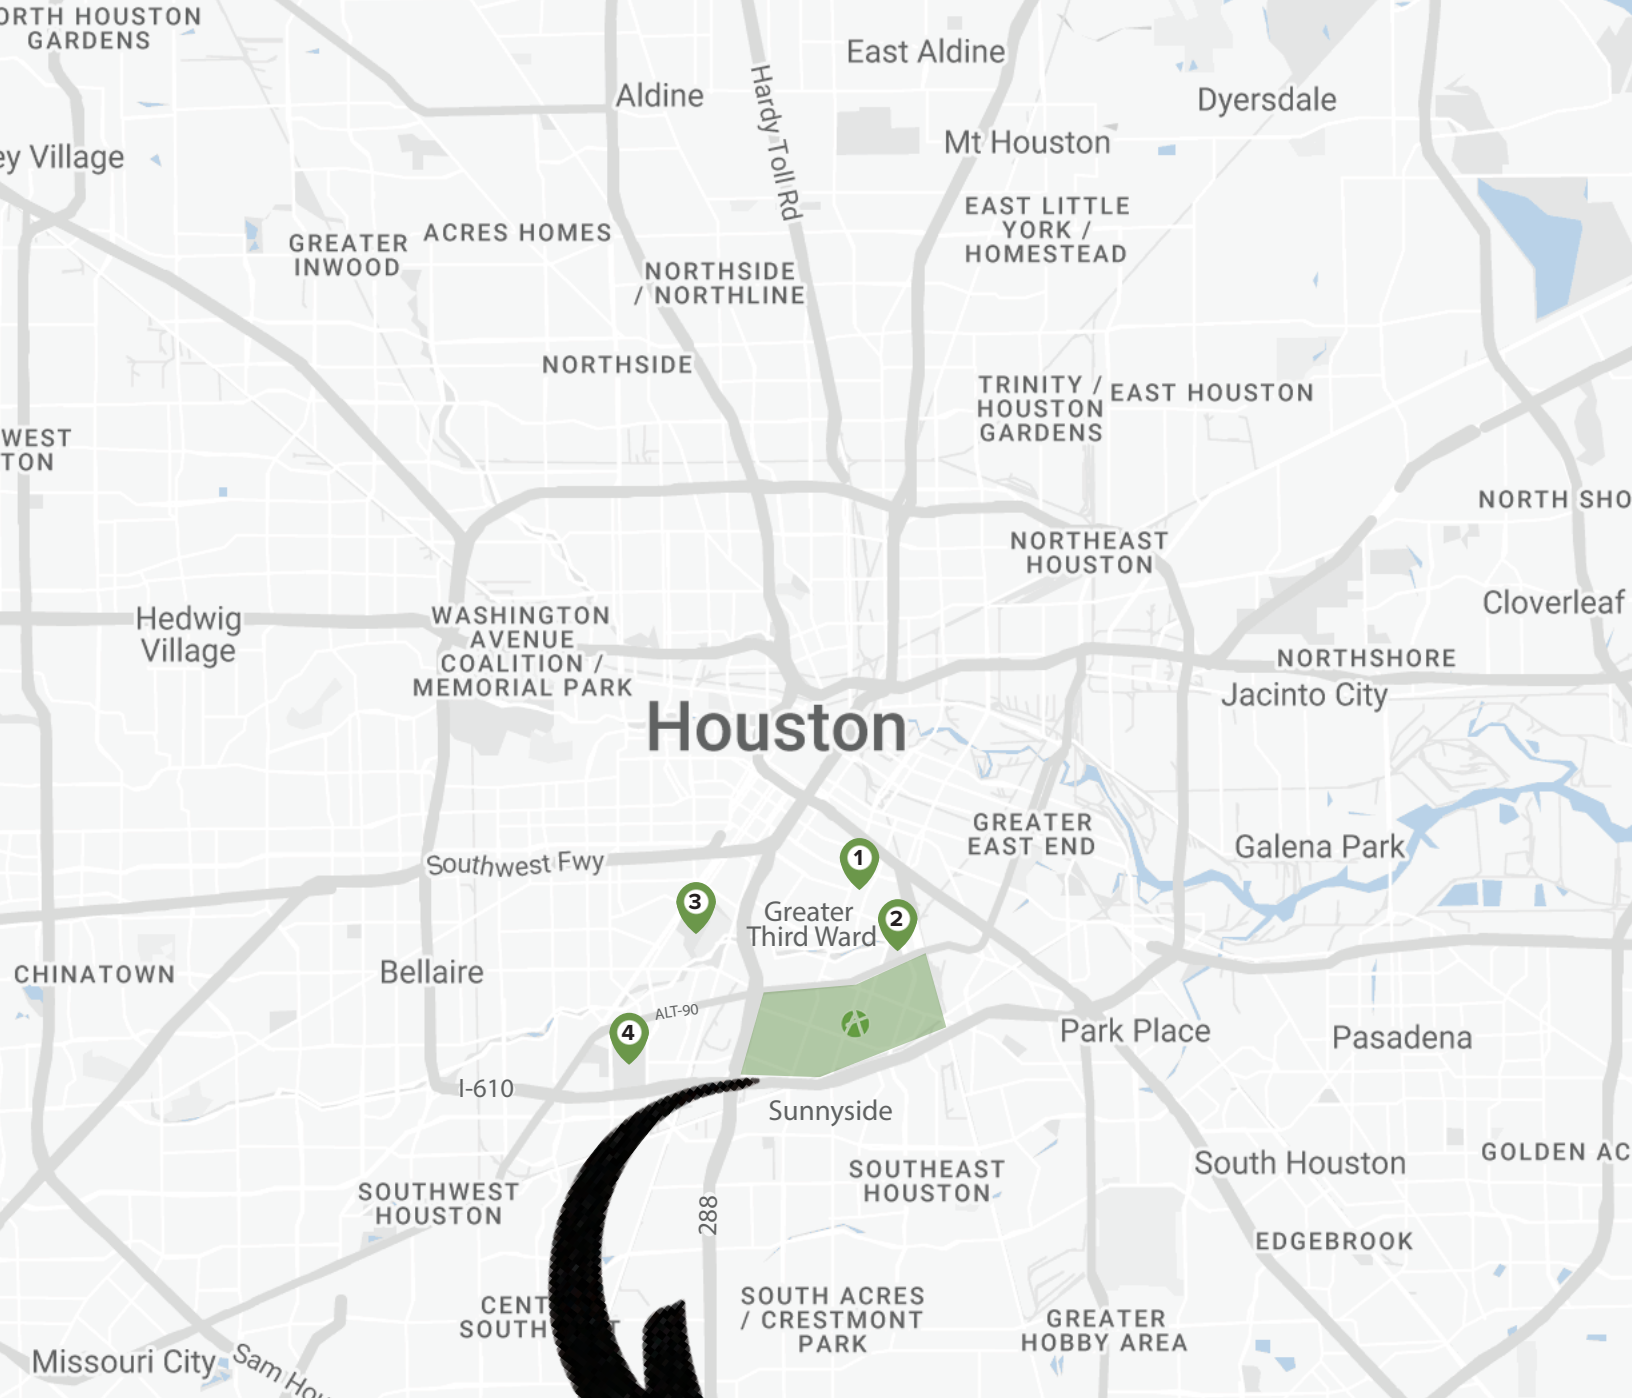 ORTH HOUSTON
GARDENS
East Aldine
Aldine
Hardy Toll Rd
Dyersdale
Mt Houston
ey Village
EAST LITTLE
YORK /
HOMESTEAD
ACRES HOMES
GREATER
INWOOD
NORTHSIDE
/ NORTHLINE
NORTHSIDE
TRINITY /
HOUSTON
GARDENS
EAST HOUSTON
WEST
TON
NORTH SHO
NORTHEAST
HOUSTON
Cloverleaf
Hedwig
Village
WASHINGTON
AVENUE
COALITION /
MEMORIAL PARK
NORTHSHORE
Jacinto City
Houston
GREATER
EAST END
Galena Park
Southwest Fwy
1
3
Greater
Third Ward
2
CHINATOWN
Bellaire
ALT-90
4
Park Place
Pasadena
I-610
Sunnyside
SOUTHEAST
HOUSTON
South Houston
GOLDEN AC
SOUTHWEST
HOUSTON
288
EDGEBROOK
CENT
SOUTH T
SOUTH ACRES
/ CRESTMONT
PARK
GREATER
HOBBY AREA
Missouri City
Sam Hou